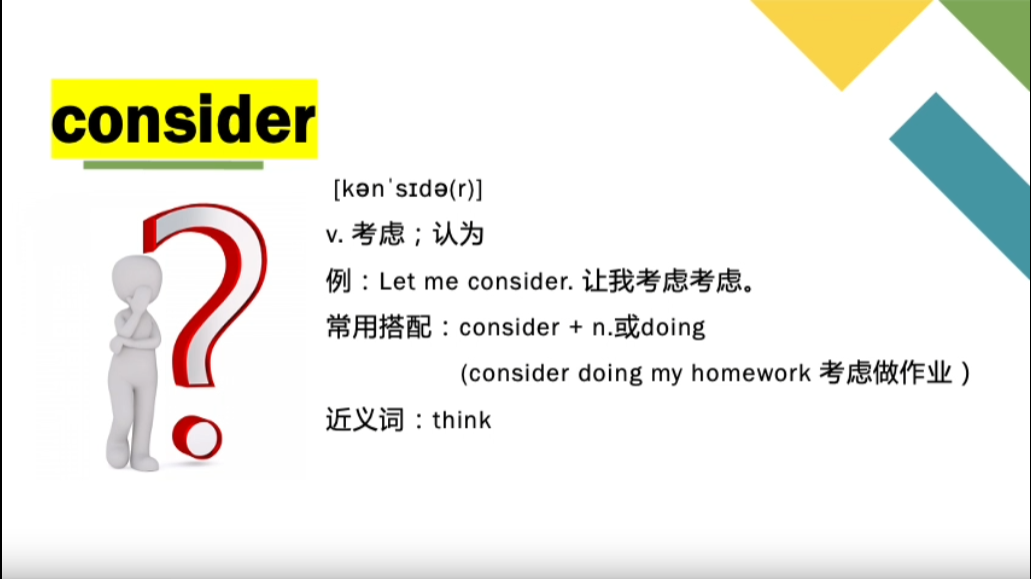 consider
[kənˈsɪdə(r)]
v. 考虑；认为
例：Let me consider. 让我考虑考虑。
常用搭配：consider + n.或doing
(consider doing my homework 考虑做作业）
近义词：think